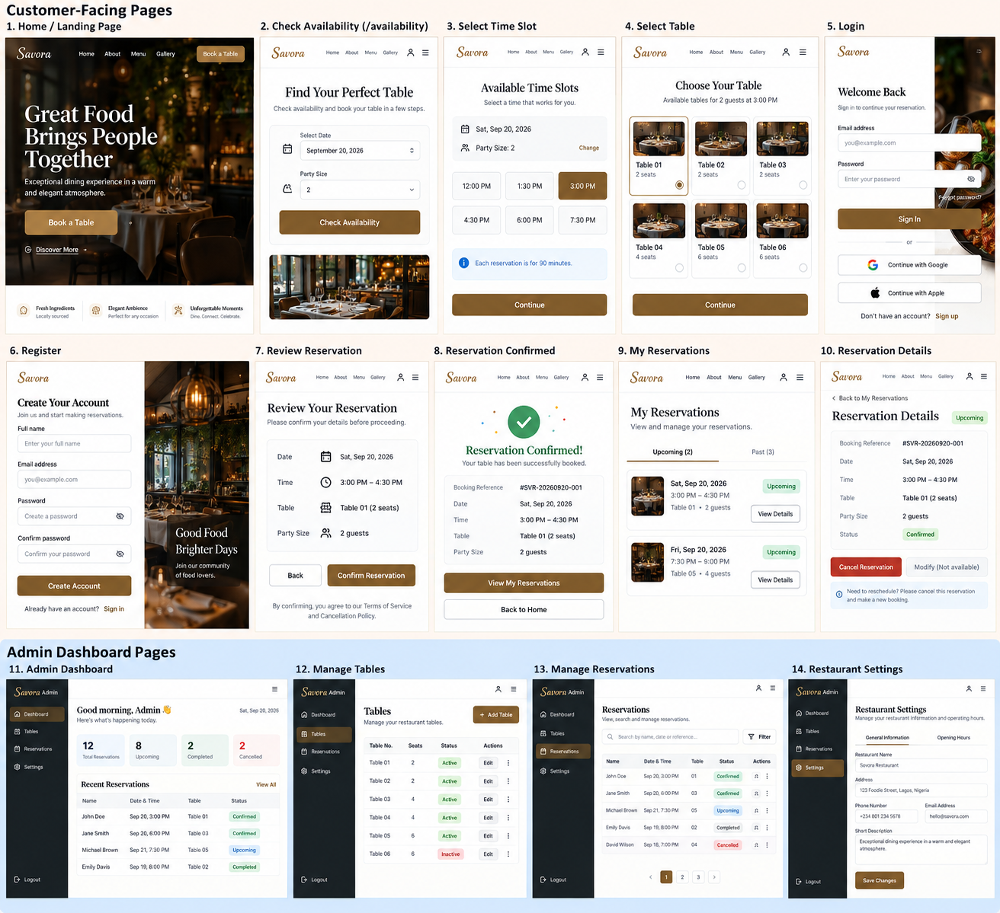 Customer-Facing Pages
1. Home / Landing Page
Savora
Home About Menu Gallery
Book a Table
Great Food
Brings People
Together
Exceptional dining experience in a warm
and elegant atmosphere.
Book a Table
Discover More
Fresh Ingredients
Locally sourced
Elegant Ambience
Perfect for any occasion
Unforgettable Moments
Dine. Connect. Celebrate.
2. Check Availability (/availability)
Savora
Home About Menu Gallery
Find Your Perfect Table
Check availability and book your table in a few steps.
Select Date
September 20, 2026
Party Size
2
Check Availability
3. Select Time Slot
Savora
Home About Menu Gallery
Available Time Slots
Select a time that works for you.
Sat, Sep 20, 2026
Party Size: 2
Change
12:00 PM 1:30 PM 3:00 PM
4:30 PM 6:00 PM 7:30 PM
Each reservation is for 90 minutes.
Continue
4. Select Table
Savora
Home About Menu Gallery
Choose Your Table
Available tables for 2 guests at 3:00 PM
Table 01
2 seats
Table 02
2 seats
Table 03
3 seats
Table 04
4 seats
Table 05
6 seats
Table 06
6 seats
Continue
5. Login
Savora
Welcome Back
Sign in to continue your reservation.
Email address
you@example.com
Password
Enter your password
Forgot password?
Sign In
or
Continue with Google
Continue with Apple
Don't have an account? Sign up
6. Register
Savora
Create Your Account
Join us and start making reservations.
Full name
Enter your full name
Email address
you@example.com
Password
Create a password
Confirm password
Confirm your password
Create Account
Already have an account? Sign in
Good Food
Brighter Days
Join our community
of food lovers.
7. Review Reservation
Savora
Home About Menu Gallery
Review Your Reservation
Please confirm your details before proceeding.
Date Sat, Sep 20, 2026
Time 3:00 PM – 4:30 PM
Table Table 01 (2 seats)
Party Size 2 guests
Back
Confirm Reservation
By confirming, you agree to our Terms of Service
and Cancellation Policy.
8. Reservation Confirmed
Savora
Home About Menu Gallery
Reservation Confirmed!
Your table has been successfully booked.
Booking Reference #SVR-20260920-001
Date Sat, Sep 20, 2026
Time 3:00 PM – 4:30 PM
Table Table 01 (2 seats)
Party Size 2 guests
View My Reservations
Back to Home
9. My Reservations
Savora
Home About Menu Gallery
My Reservations
View and manage your reservations.
Upcoming (2) Past (3)
Sat, Sep 20, 2026
3:00 PM – 4:30 PM
Table 01 • 2 guests
Upcoming
View Details
Fri, Sep 20, 2026
7:30 PM – 9:00 PM
Table 05 • 4 guests
Upcoming
View Details
10. Reservation Details
Savora
Home About Menu Gallery
Back to My Reservations
Reservation Details
Upcoming
Booking Reference #SVR-20260920-001
Date Sat, Sep 20, 2026
Time 3:00 PM – 4:30 PM
Table Table 01 (2 seats)
Party Size 2 guests
Status Confirmed
Cancel Reservation
Modify (Not available)
Need to reschedule? Please cancel this reservation
and make a new booking.
Admin Dashboard Pages
11. Admin Dashboard
Savora Admin
Dashboard
Tables
Reservations
Settings
Logout
Good morning, Admin 👋
Here's what's happening today.
Sat, Sep 20, 2026
12
Total Reservations
8
Upcoming
2
Completed
2
Cancelled
Recent Reservations
View All
Name Date & Time Table Status
John Doe Sep 20, 3:00 PM Table 01 Confirmed
Jane Smith Sep 20, 6:00 PM Table 03 Confirmed
Michael Brown Sep 21, 7:30 PM Table 05 Upcoming
Emily Davis Sep 19, 8:00 PM Table 02 Completed
12. Manage Tables
Savora Admin
Dashboard
Tables
Reservations
Settings
Logout
Tables
Manage your restaurant tables.
+ Add Table
Table No. Seats Status Actions
Table 01 2 Active Edit
Table 02 2 Active Edit
Table 03 4 Active Edit
Table 04 4 Active Edit
Table 05 6 Active Edit
Table 06 6 Inactive Edit
13. Manage Reservations
Savora Admin
Dashboard
Tables
Reservations
Settings
Logout
Reservations
View, search and manage reservations.
Search by name, date or reference...
Filter
Name Date & Time Table Status Actions
John Doe Sep 20, 3:00 PM 01 Confirmed
Jane Smith Sep 20, 6:00 PM 03 Confirmed
Michael Brown Sep 21, 7:30 PM 05 Upcoming
Emily Davis Sep 19, 8:00 PM 02 Completed
David Wilson Sep 18, 7:00 PM 04 Cancelled
1 2 3
14. Restaurant Settings
Savora Admin
Dashboard
Tables
Reservations
Settings
Logout
Restaurant Settings
Manage your restaurant information and operating hours.
General Information Opening Hours
Restaurant Name
Savora Restaurant
Address
123 Foodie Street, Lagos, Nigeria
Phone Number
+234 801 234 5678
Email Address
hello@savora.com
Short Description
Exceptional dining experience in a warm and elegant
atmosphere.
Save Changes